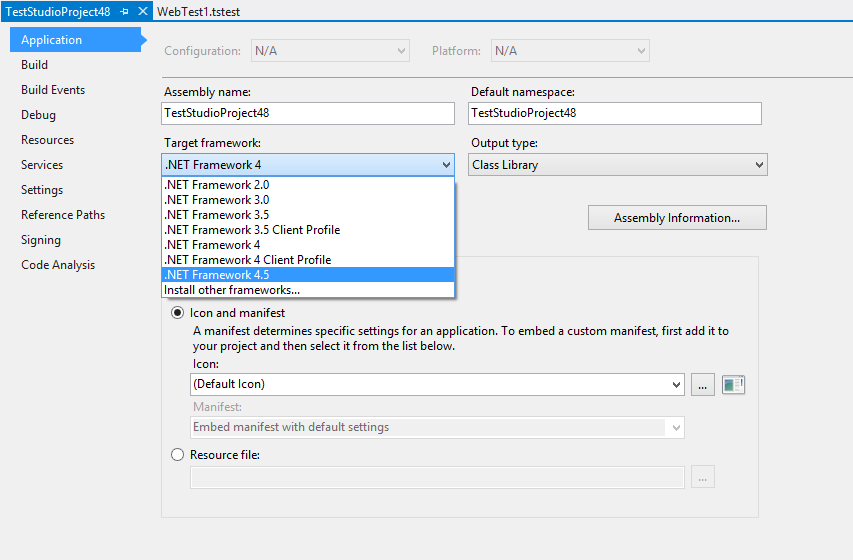 TestStudioProject48
WebTest1.tstest
Application
Build
Build Events
Debug
Resources
Services
Settings
Reference Paths
Signing
Code Analysis
Configuration: N/A Platform: N/A
Assembly name: Default namespace:
TestStudioProject48 TestStudioProject48
Target framework: Output type:
.NET Framework 4 Class Library
.NET Framework 2.0
.NET Framework 3.0
.NET Framework 3.5
.NET Framework 3.5 Client Profile
.NET Framework 4
.NET Framework 4 Client Profile
.NET Framework 4.5
Install other frameworks...
Assembly Information...
Icon and manifest
A manifest determines specific settings for an application. To embed a custom manifest, first add it to
your project and then select it from the list below.
Icon:
(Default Icon) ...
Manifest:
Embed manifest with default settings
Resource file:
...